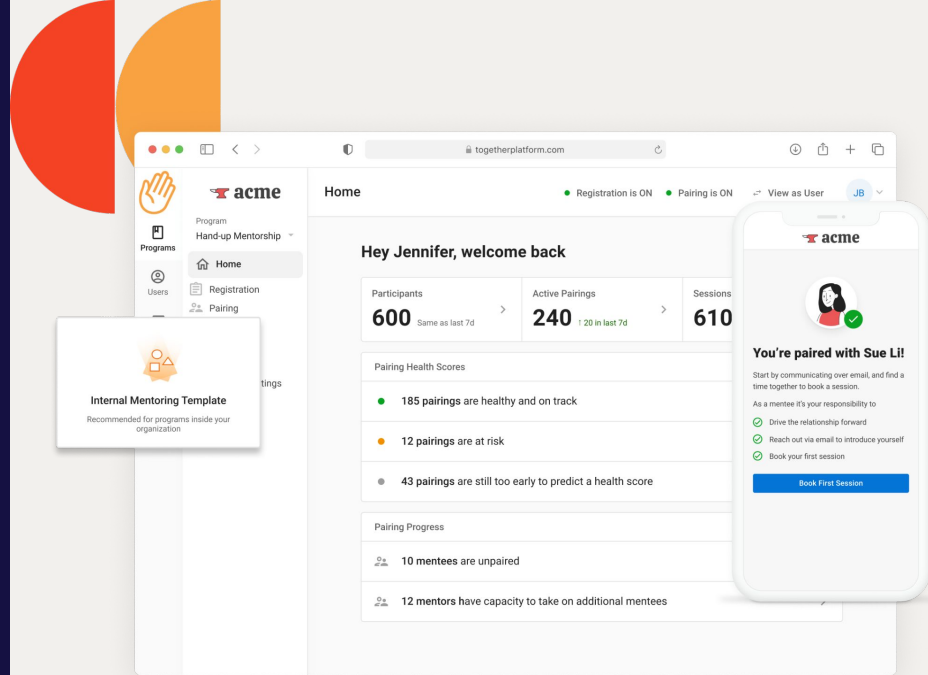 togetherplatform.com
acme
Home
Registration is ON
Pairing is ON
View as User
JB
Programs
Users
Program
Hand-up Mentorship
Home
Registration
Pairing
tings
Internal Mentoring Template
Recommended for programs inside your
organization
Hey Jennifer, welcome back
Participants
600 Same as last 7d
Active Pairings
240 ↑ 20 in last 7d
Sessions
610
Pairing Health Scores
185 pairings are healthy and on track
12 pairings are at risk
43 pairings are still too early to predict a health score
Pairing Progress
10 mentees are unpaired
12 mentors have capacity to take on additional mentees
acme
You're paired with Sue Li!
Start by communicating over email, and find a
time together to book a session.
As a mentee it's your responsibility to
Drive the relationship forward
Reach out via email to introduce yourself
Book your first session
Book First Session